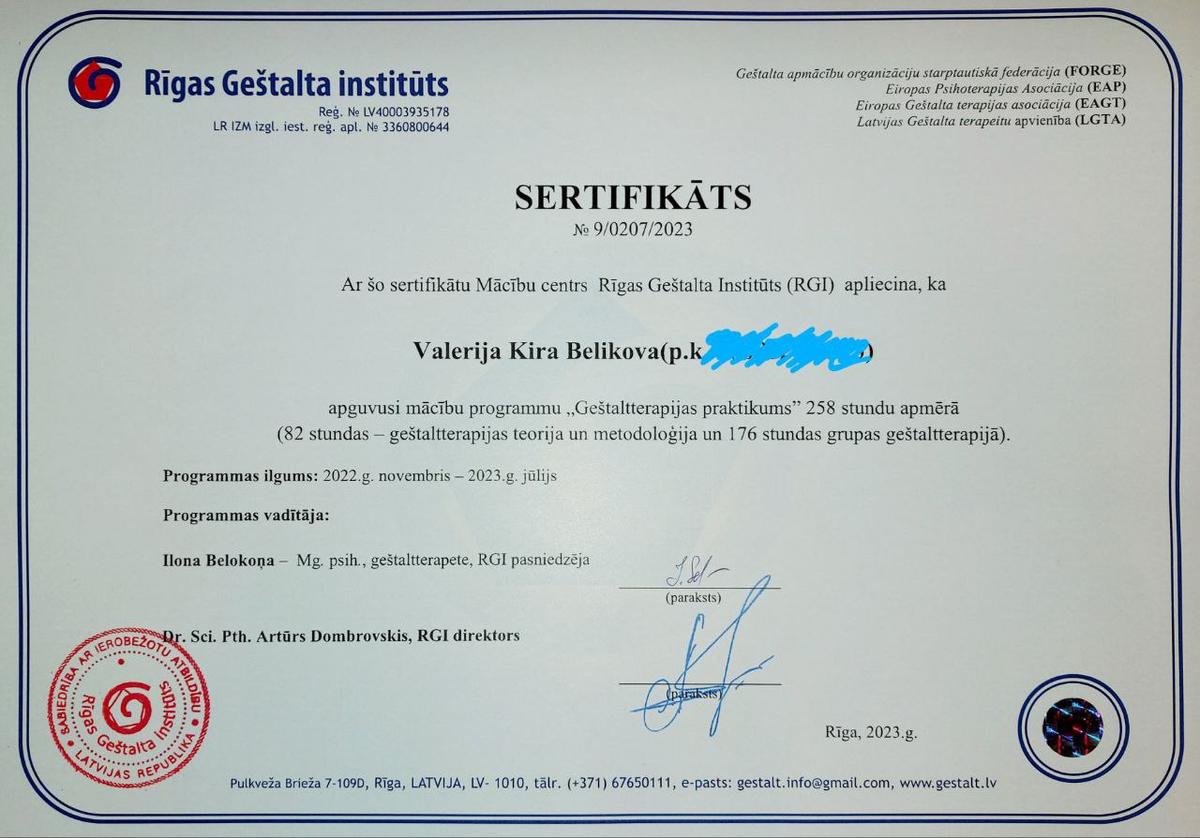 Rīgas Geštalta institūts
Reģ. № LV40003935178
LR IZM izgl. iest. reģ. apl. № 3360800644
Geštalta apmācību organizāciju starptautiskā federācija (FORGE)
Eiropas Psihoterapijas Asociācija (EAP)
Eiropas Geštalta terapijas asociācija (EAGT)
Latvijas Geštalta terapeitu apvienība (LGTA)
SERTIFIKĀTS
№ 9/0207/2023
Ar šo sertifikātu Mācību centrs Rīgas Geštalta Institūts (RGI) apliecina, ka
Valerija Kira Belikova(p.k )
apguvusi mācību programmu „Geštaltterapijas praktikums” 258 stundu apmērā
(82 stundas – geštaltterapijas teorija un metodoloģija un 176 stundas grupas geštaltterapijā).
Programmas ilgums: 2022.g. novembris – 2023.g. jūlijs
Programmas vadītāja:
Ilona Belokoņa – Mg. psih., geštaltterapete, RGI pasniedzēja
(paraksts)
Dr. Sci. Pth. Artūrs Dombrovskis, RGI direktors
(paraksts)
SABIEDRĪBA AR IEROBEŽOTU ATBILDĪBU
Rīgas Geštalta Institūts
LATVIJAS REPUBLIKA
Rīga, 2023.g.
Pulkveža Brieža 7-109D, Rīga, LATVIJA, LV- 1010, tālr. (+371) 67650111, e-pasts: gestalt.info@gmail.com, www.gestalt.lv